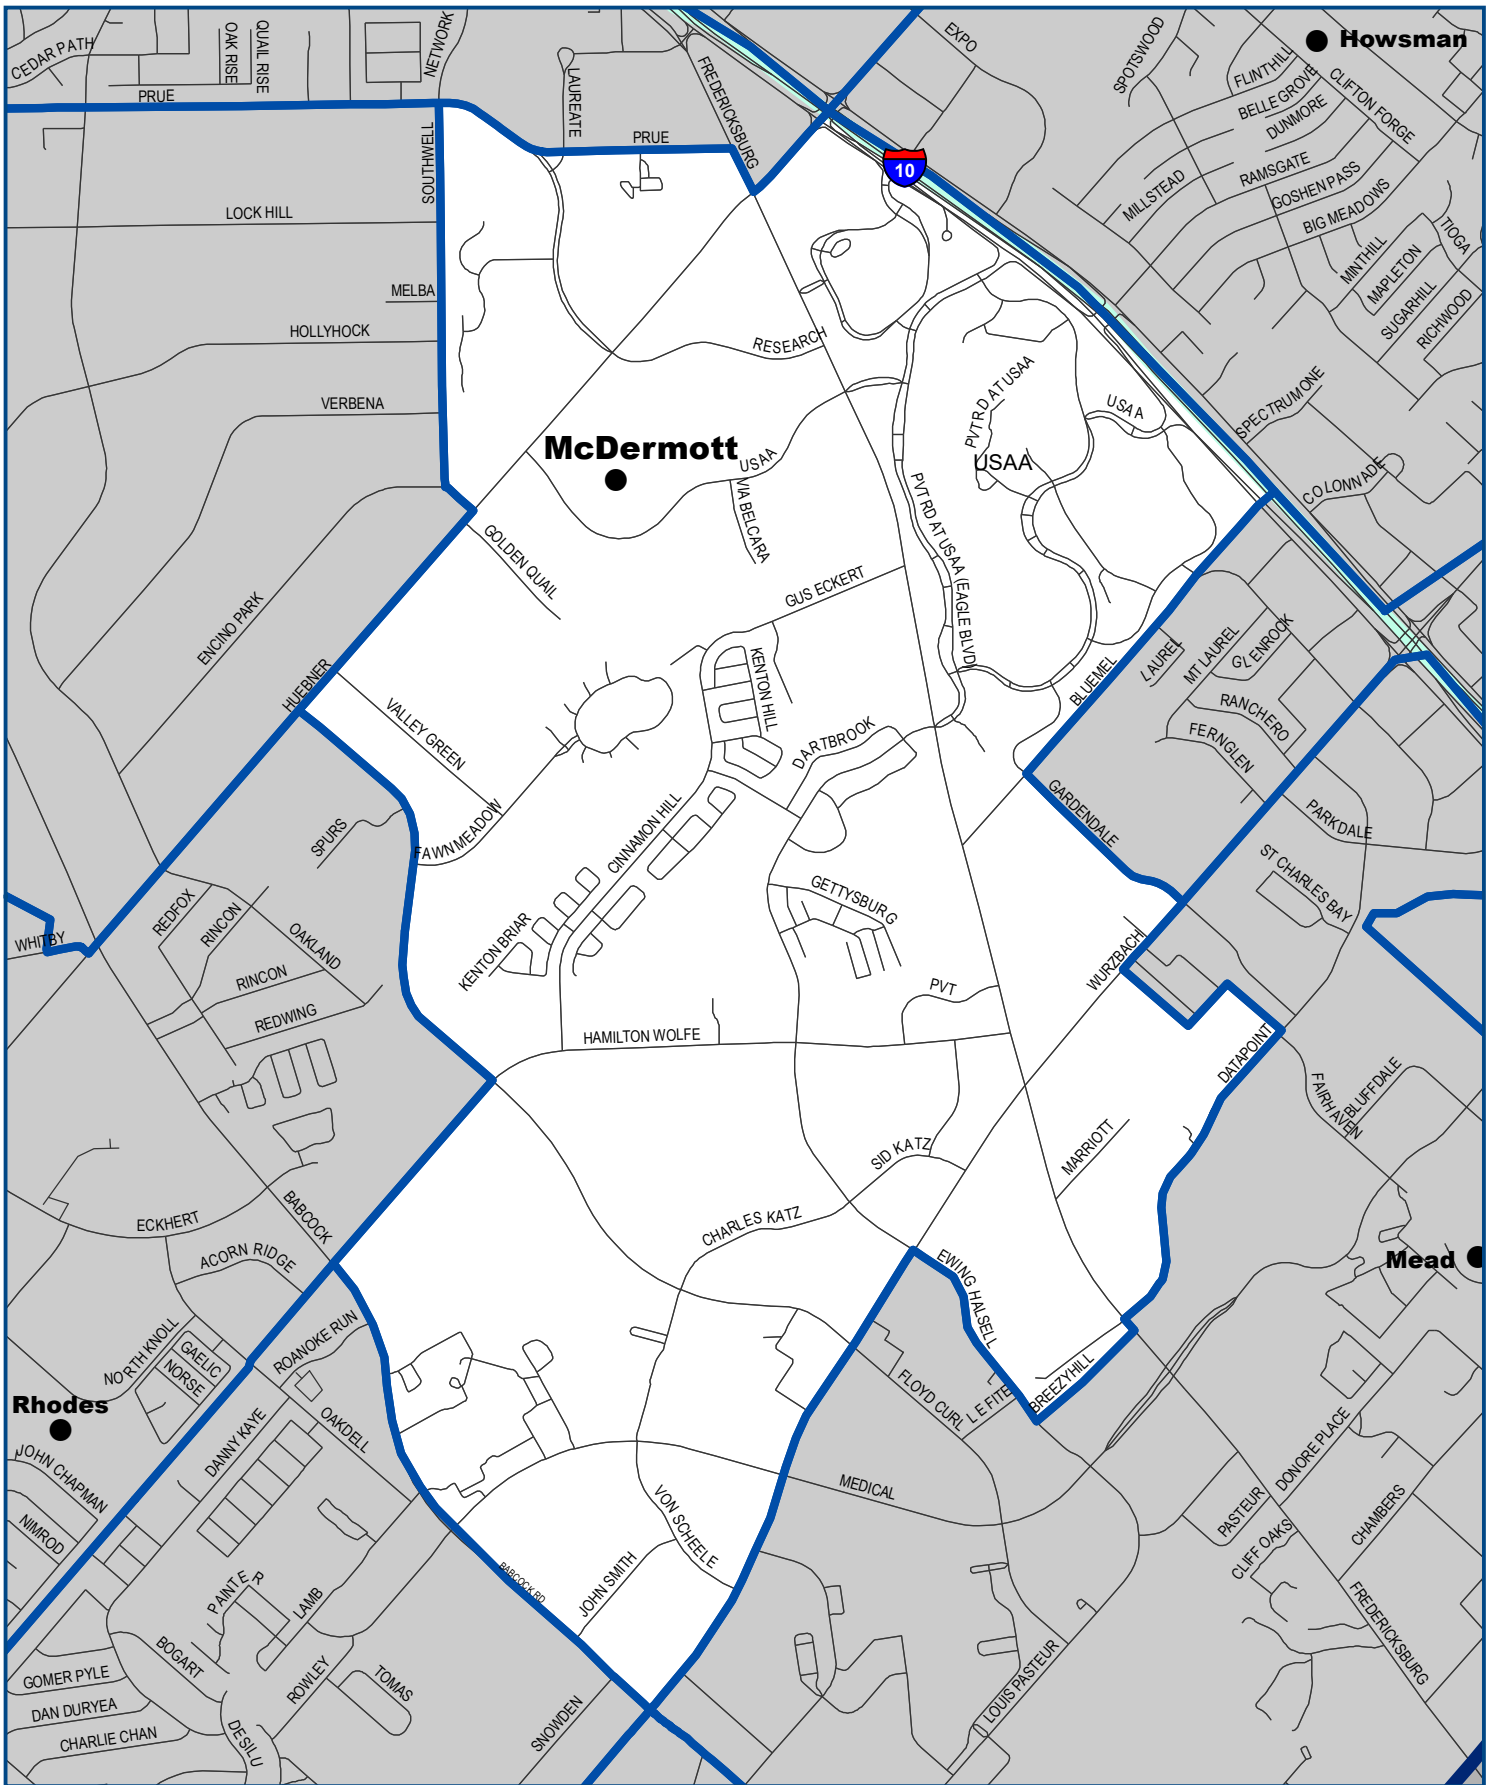 CEDAR PATH
OAK RISE
QUAIL RISE
NETWORK
LAUREATE
FREDERICKSBURG
EXPO
SPOTSWOOD
Howsman
FLINTHILL
BELLE GROVE
CLIFTON FORGE
DUNMORE
PRUE
PRUE
SOUTHWELL
10
RAMSGATE
MILLSTEAD
GOSHEN PASS
BIG MEADOWS
TIOGA
LOCK HILL
MINTHILL
MAPLETON
SUGARHILL
RICHWOOD
MELBA
HOLLYHOCK
RESEARCH
VERBENA
PVT RD AT USAA
USAA
SPECTRUM ONE
McDermott
USAA
USAA
COLONNADE
VIA BELCARA
PVT RD AT USAA (EAGLE BLVD)
GOLDEN QUAIL
GUS ECKERT
ENCINO PARK
HUEBNER
KENTON HILL
BLUEMEL
LAUREL
MT LAUREL
GLENROCK
RANCHERO
FERNGLEN
VALLEY GREEN
DARTBROOK
GARDENDALE
PARKDALE
SPURS
FAWN MEADOW
CINNAMON HILL
ST CHARLES BAY
GETTYSBURG
REDFOX
RINCON
OAKLAND
WHITBY
KENTON BRIAR
WURZBACH
RINCON
REDWING
PVT
HAMILTON WOLFE
DATAPOINT
FAIRHAVEN
BLUFFDALE
MARRIOTT
SID KATZ
BABCOCK
ECKHERT
CHARLES KATZ
ACORN RIDGE
EWING HALSELL
Mead
NORTH KNOLL
GAELIC
NORSE
ROANOKE RUN
BREEZYHILL
LE FITE
FLOYD CURL
Rhodes
DANNY KAYE
OAKDELL
DONORE PLACE
JOHN CHAPMAN
MEDICAL
NIMROD
VON SCHEELE
PASTEUR
CHAMBERS
CLIFF OAKS
BABCOCK RD
JOHN SMITH
PAINTER
LAMB
FREDERICKSBURG
BOGART
GOMER PYLE
ROWLEY
TOMAS
DAN DURYEA
CHARLIE CHAN
DESILU
SNOWDEN
LOUIS PASTEUR